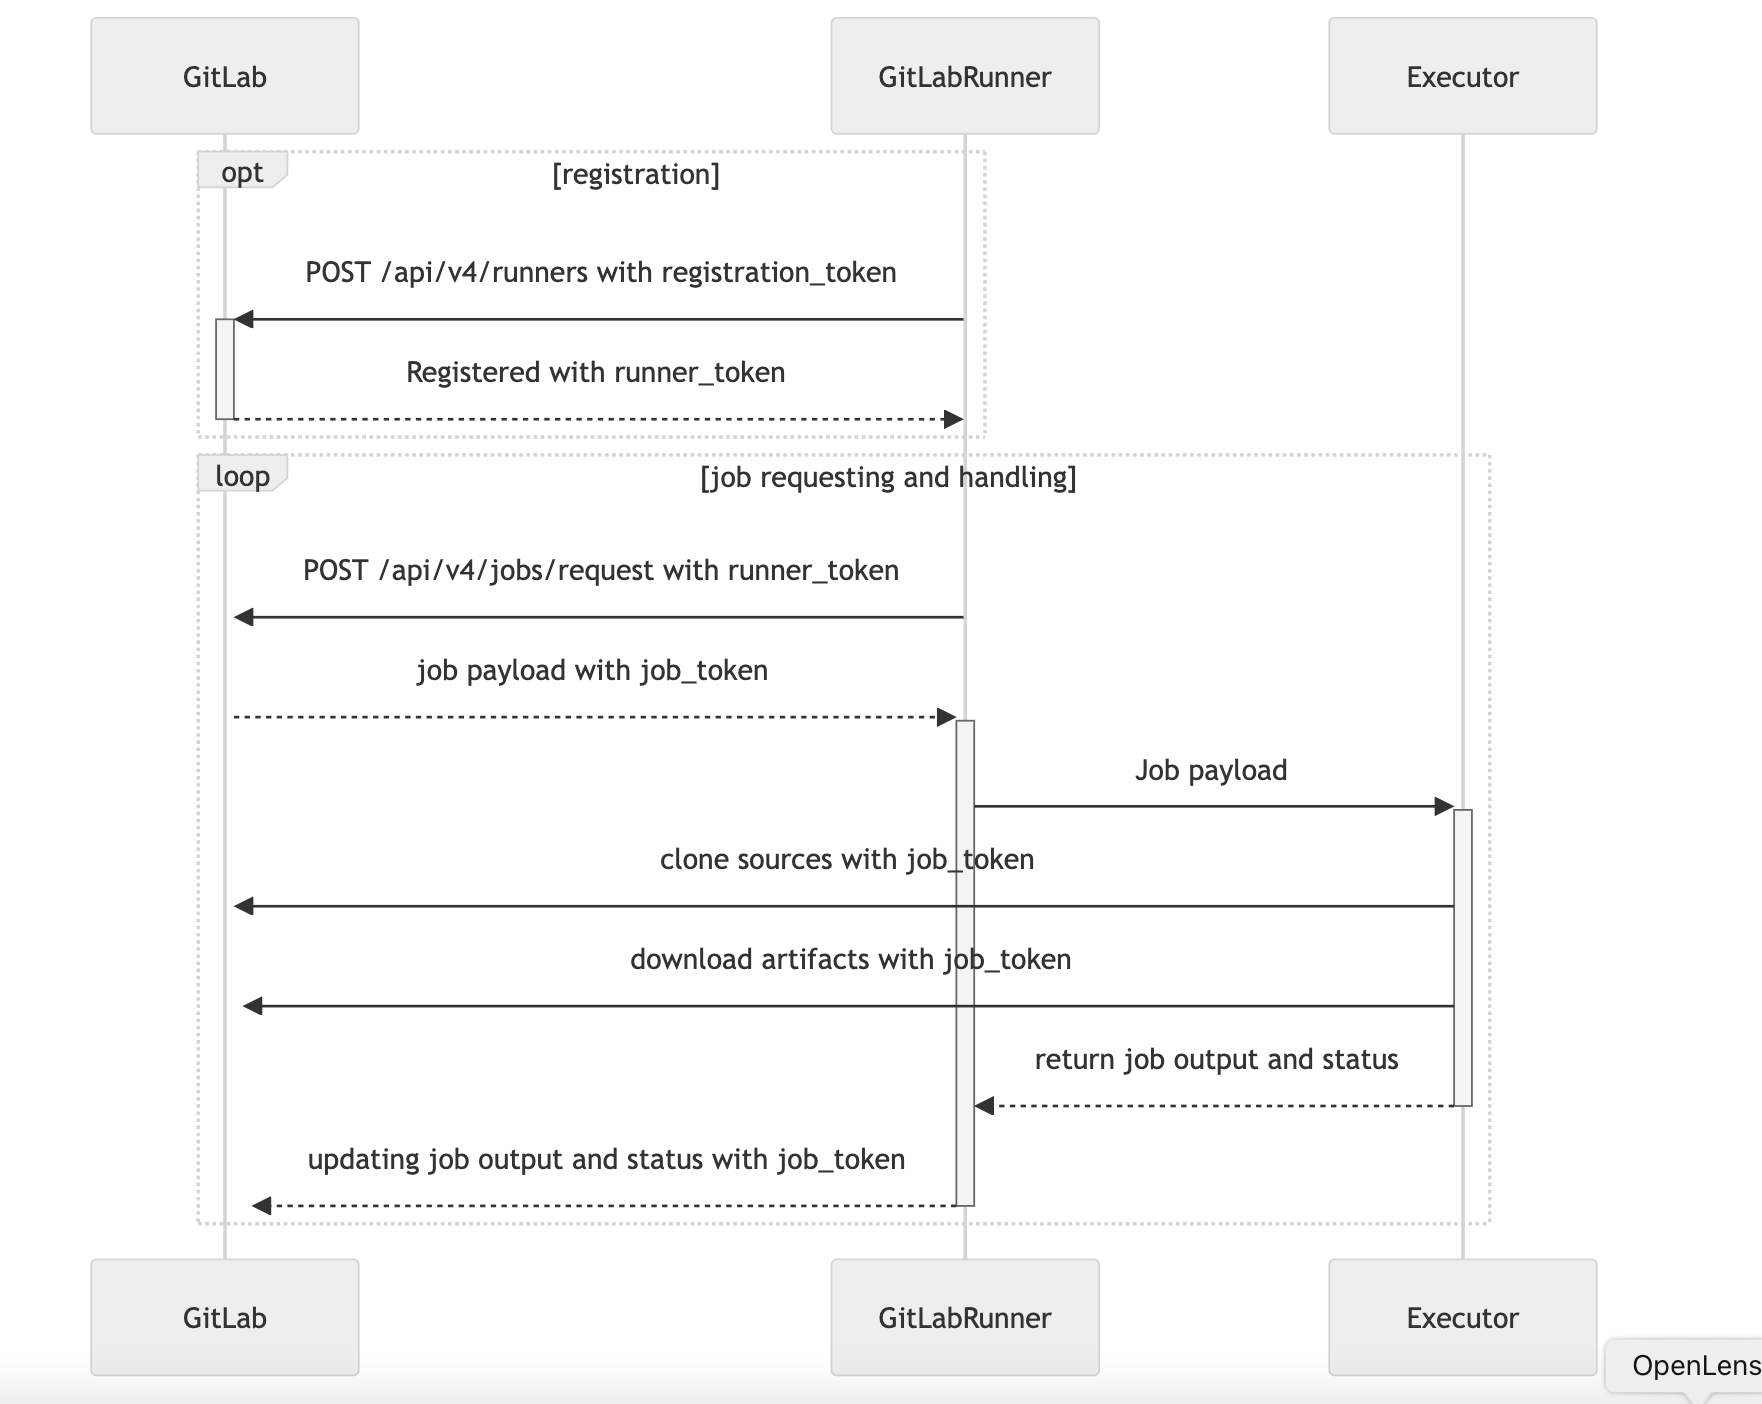 GitLab
GitLabRunner
Executor
opt
[registration]
POST /api/v4/runners with registration_token
Registered with runner_token
loop
[job requesting and handling]
POST /api/v4/jobs/request with runner_token
job payload with job_token
Job payload
clone sources with job_token
download artifacts with job_token
return job output and status
updating job output and status with job_token
GitLab
GitLabRunner
Executor
OpenLens